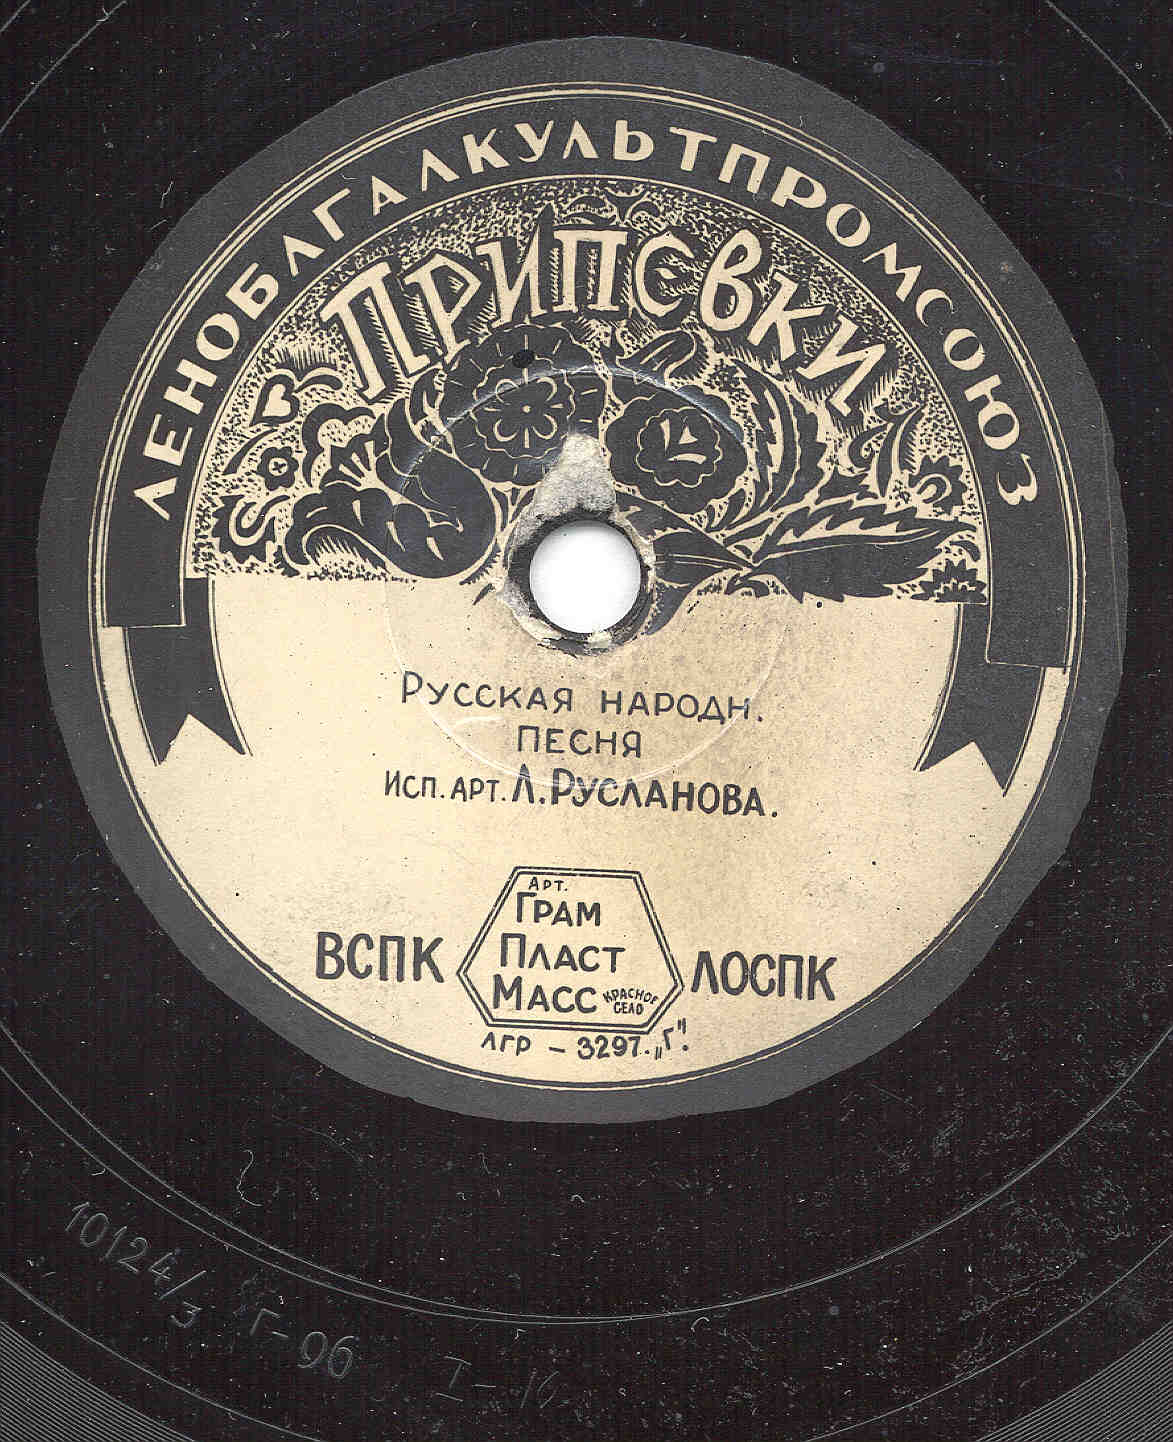 ЛЕНОБЛГАЛКУЛЬТПРОМСОЮЗ
ПРИПЕВКИ
РУССКАЯ НАРОДН.
ПЕСНЯ
ИСП. АРТ. Л. РУСЛАНОВА.
АРТ.
ГРАМ
ПЛАСТ
МАСС КРАСНОЕ СЕЛО
ВСПК ЛОСПК
ЛГР – 3297. „Г".
10124/3 Г-96